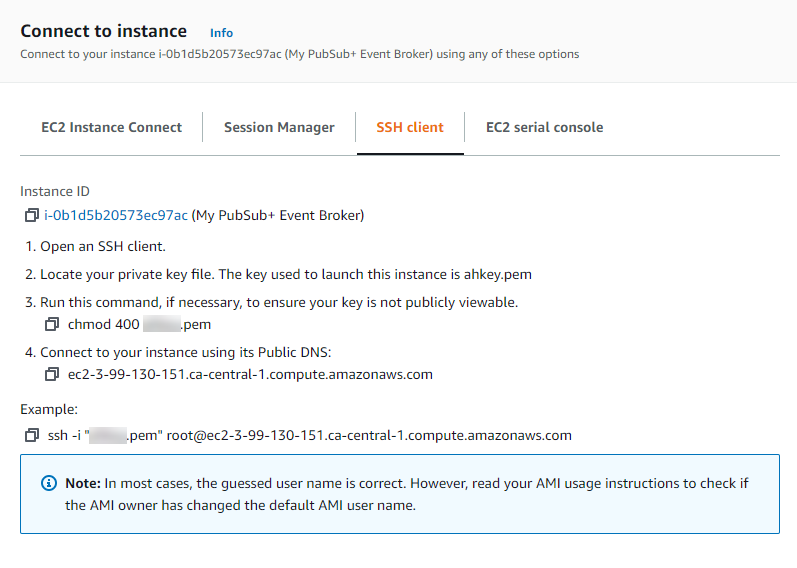 Connect to instance Info
Connect to your instance i-0b1d5b20573ec97ac (My PubSub+ Event Broker) using any of these options
EC2 Instance Connect Session Manager SSH client EC2 serial console
Instance ID
i-0b1d5b20573ec97ac (My PubSub+ Event Broker)
1. Open an SSH client.
2. Locate your private key file. The key used to launch this instance is ahkey.pem
3. Run this command, if necessary, to ensure your key is not publicly viewable.
chmod 400 .pem
4. Connect to your instance using its Public DNS:
ec2-3-99-130-151.ca-central-1.compute.amazonaws.com
Example:
ssh -i ".pem" root@ec2-3-99-130-151.ca-central-1.compute.amazonaws.com
Note: In most cases, the guessed user name is correct. However, read your AMI usage instructions to check if
the AMI owner has changed the default AMI user name.